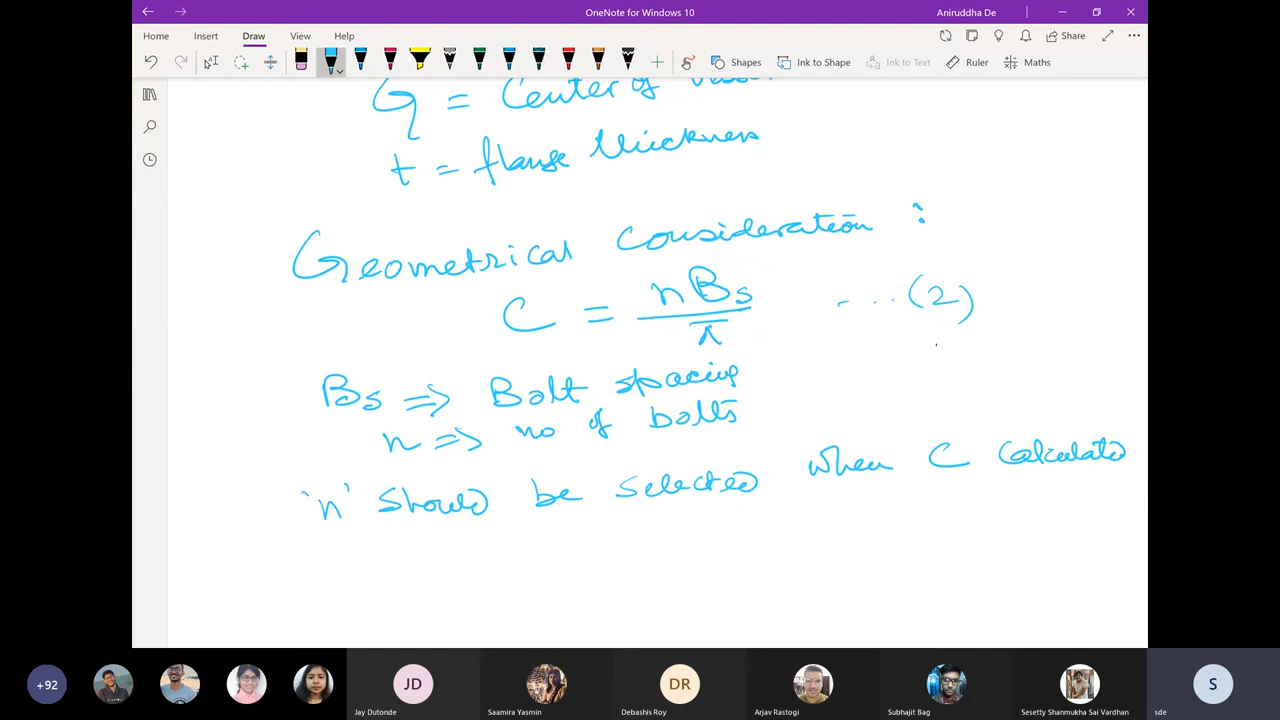 OneNote for Windows 10
Aniruddha De
Home Insert Draw View Help
Share
Shapes Ink to Shape Ink to Text Ruler Maths
G = Center of
t = flange thickness
Geometrical consideration :
C = nBs / π ....(2)
Bs ⇒ Bolt spacing
n ⇒ no of bolts
'n' should be selected when C calculated
+92
JD
DR
S
Jay Dutonde
Saamira Yasmin
Debashis Roy
Arjav Rastogi
Subhajit Bag
Sesetty Shanmukha Sai Vardhan
sde